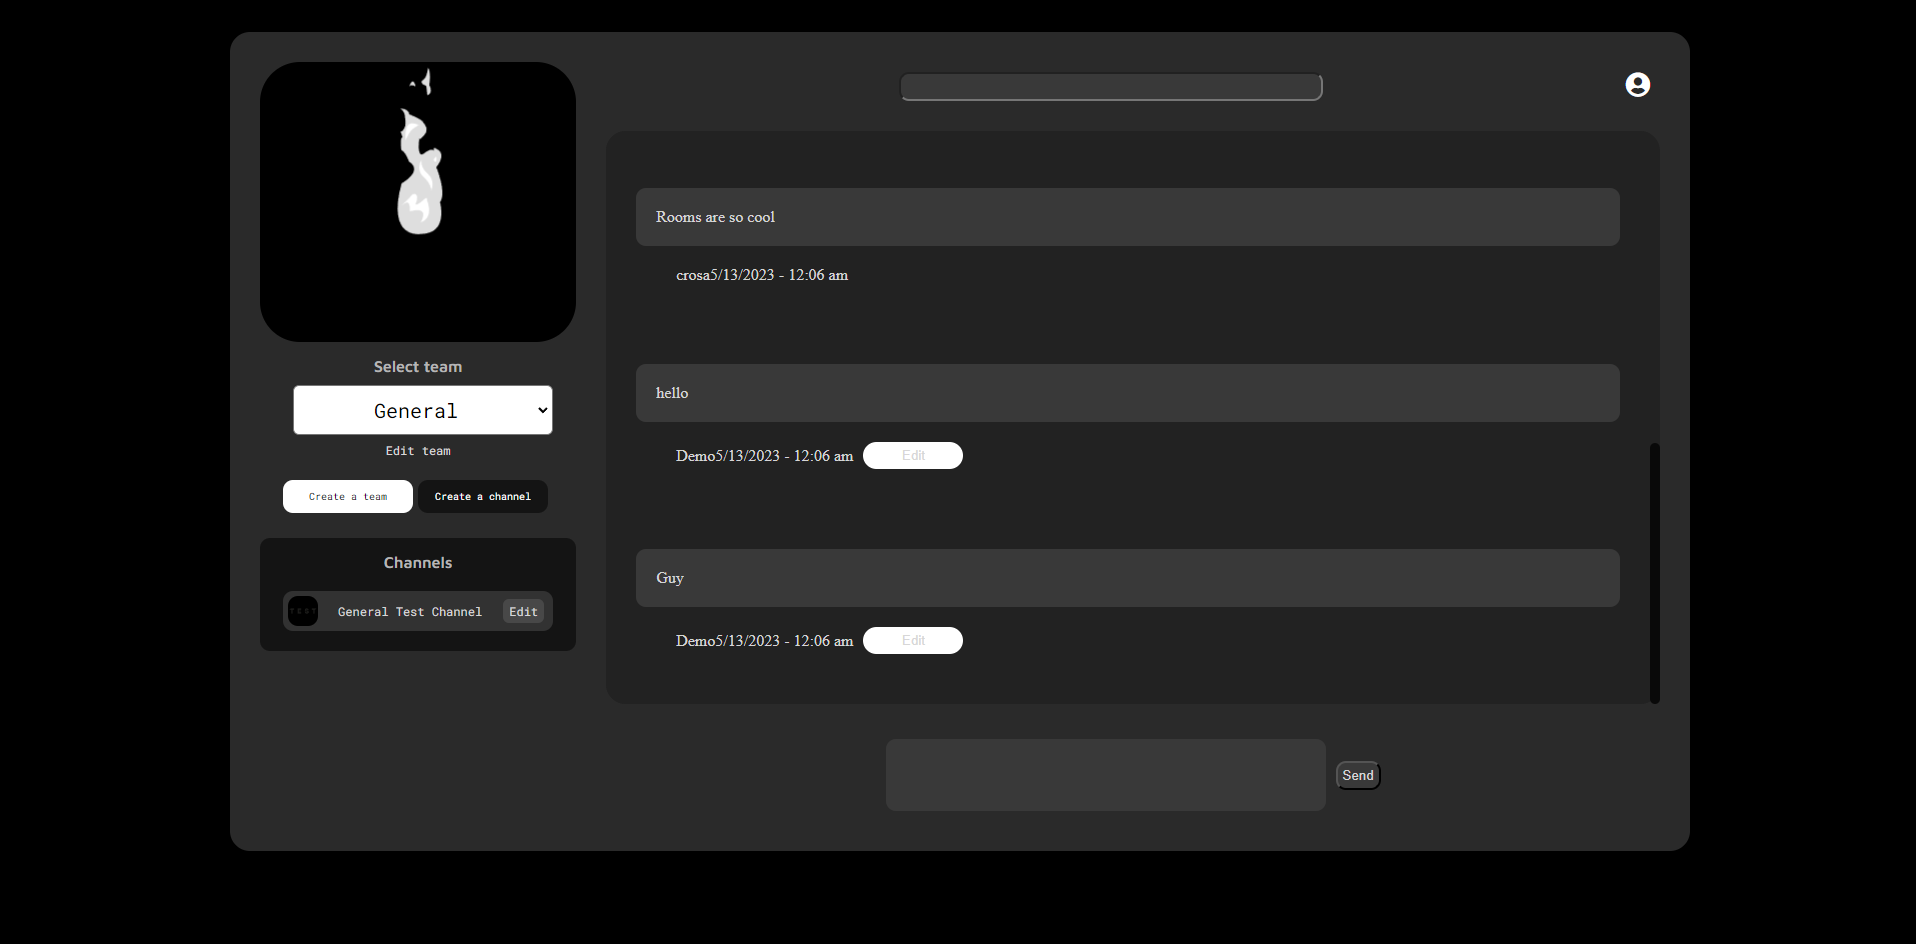 Select team
General
Edit team
Create a team
Create a channel
Channels
TEST
General Test Channel
Edit
Rooms are so cool
crosa5/13/2023 - 12:06 am
hello
Demo5/13/2023 - 12:06 am
Edit
Guy
Demo5/13/2023 - 12:06 am
Edit
Send